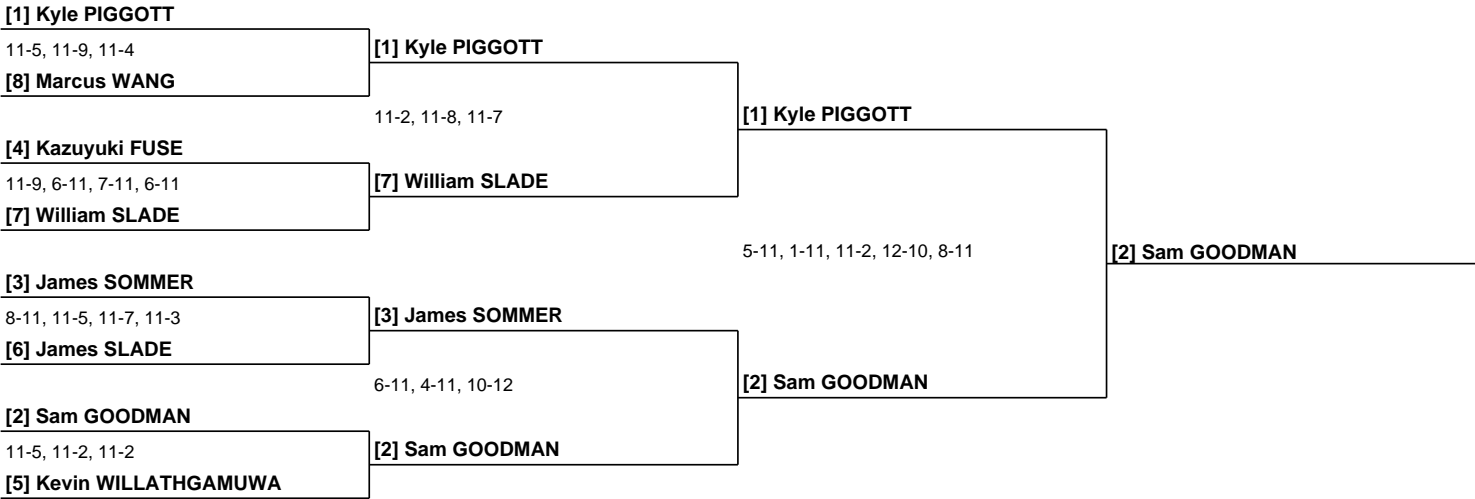 [1] Kyle PIGGOTT
11-5, 11-9, 11-4
[8] Marcus WANG
[4] Kazuyuki FUSE
11-9, 6-11, 7-11, 6-11
[7] William SLADE
[3] James SOMMER
8-11, 11-5, 11-7, 11-3
[6] James SLADE
[2] Sam GOODMAN
11-5, 11-2, 11-2
[5] Kevin WILLATHGAMUWA
[1] Kyle PIGGOTT
11-2, 11-8, 11-7
[7] William SLADE
[3] James SOMMER
6-11, 4-11, 10-12
[2] Sam GOODMAN
[1] Kyle PIGGOTT
5-11, 1-11, 11-2, 12-10, 8-11
[2] Sam GOODMAN
[2] Sam GOODMAN